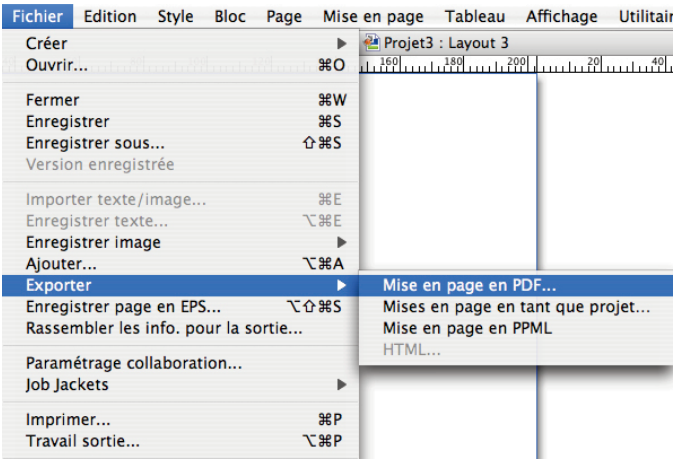 Fichier Edition Style Bloc Page Mise en page Tableau Affichage Utilitair
Créer
Projet3 : Layout 3
Ouvrir... ⌘O
160 180 200 20 40
Fermer ⌘W
Enregistrer ⌘S
Enregistrer sous... ⇧⌘S
Version enregistrée
Importer texte/image... ⌘E
Enregistrer texte... ⌥⌘E
Enregistrer image
Ajouter... ⌥⌘A
Exporter
Mise en page en PDF...
Enregistrer page en EPS... ⌥⇧⌘S
Mises en page en tant que projet...
Rassembler les info. pour la sortie...
Mise en page en PPML
HTML...
Paramétrage collaboration...
Job Jackets
Imprimer... ⌘P
Travail sortie... ⌥⌘P